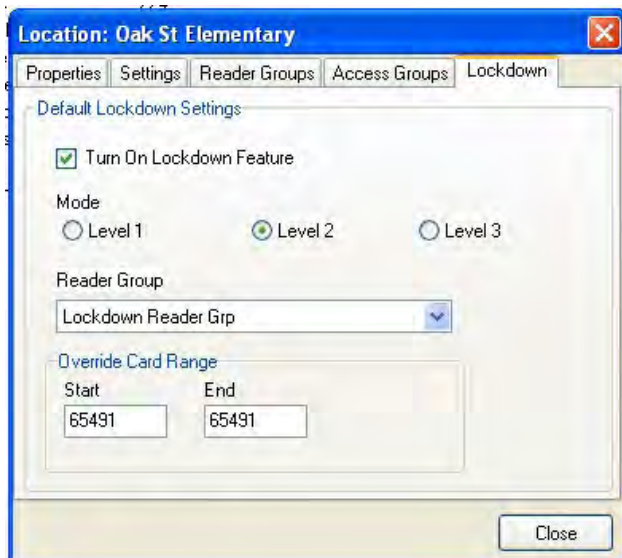 Location: Oak St Elementary
Properties Settings Reader Groups Access Groups Lockdown
Default Lockdown Settings
Turn On Lockdown Feature
Mode
Level 1 Level 2 Level 3
Reader Group
Lockdown Reader Grp
Override Card Range
Start End
65491 65491
Close